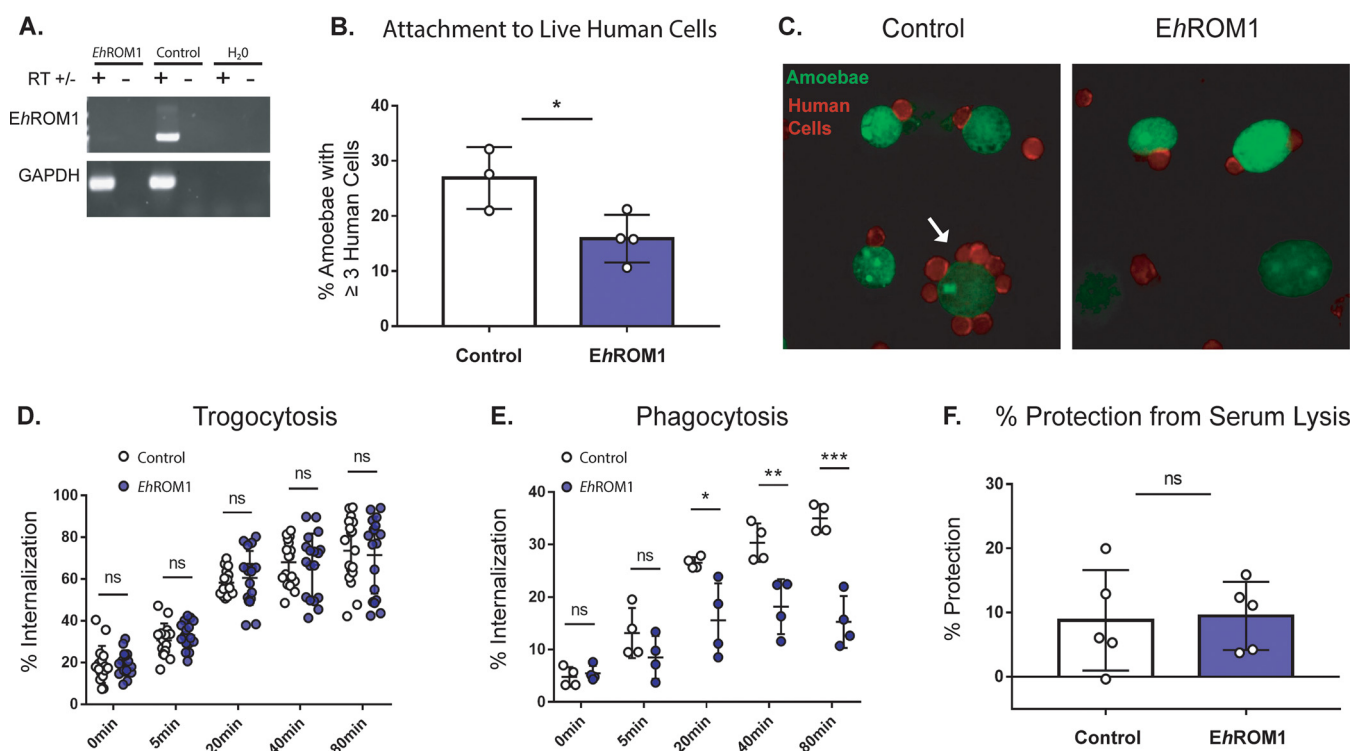 A.
EhROM1 Control H₂0
RT +/- + - + - + -
EhROM1
GAPDH
B. Attachment to Live Human Cells
% Amoebae with
≥ 3 Human Cells
40
30
20
10
0
*
Control EhROM1
C. Control EhROM1
Amoebae
Human
Cells
D. Trogocytosis
Control
EhROM1
% Internalization
100
80
60
40
20
0
ns ns ns ns ns
0min 5min 20min 40min 80min
E. Phagocytosis
Control
EhROM1
% Internalization
40
30
20
10
0
ns ns * ** ***
0min 5min 20min 40min 80min
F. % Protection from Serum Lysis
% Protection
30
20
10
0
ns
Control EhROM1